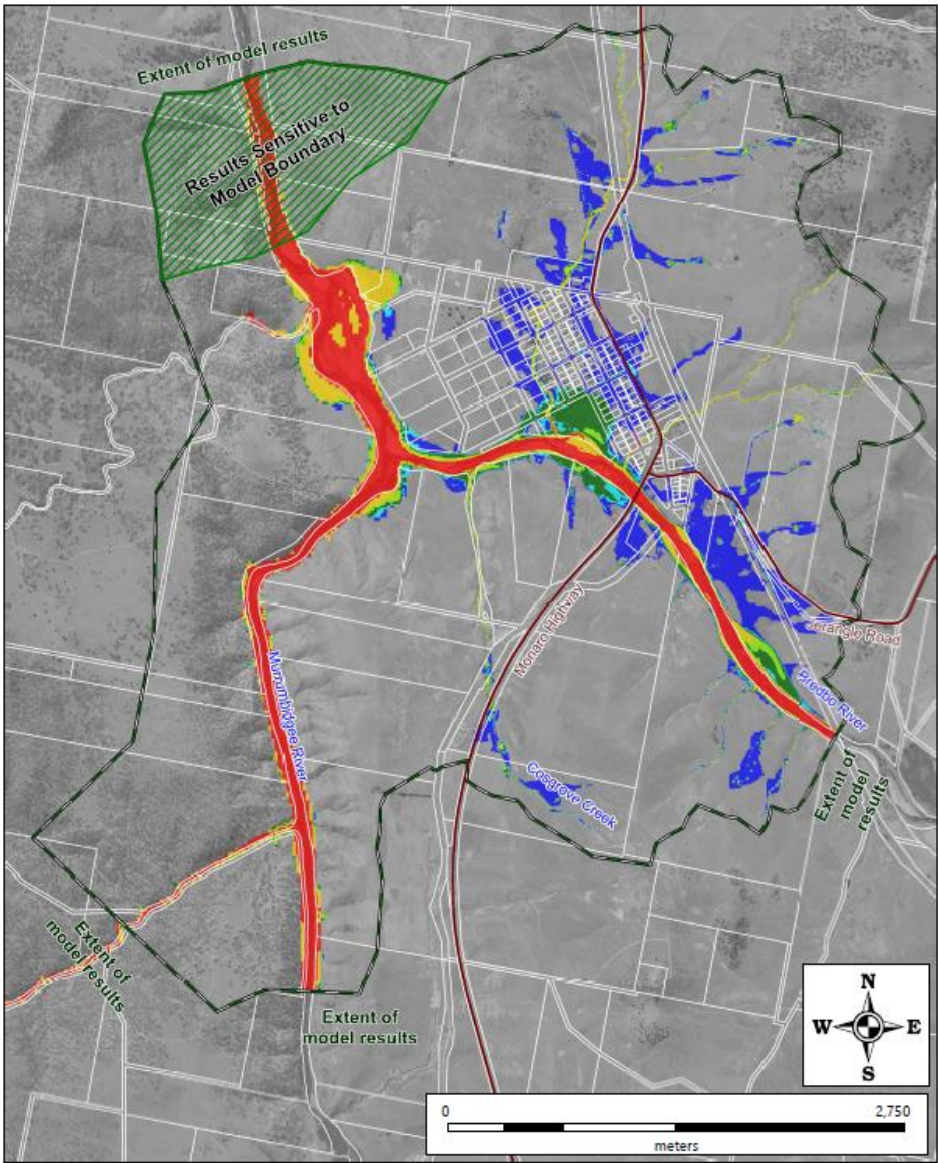 Extent of model results
Results Sensitive to
Model Boundary
Monaro Highway
Jerangle Road
Bredbo River
Murrumbidgee River
Cosgrove Creek
Extent of
model
results
Extent of
model results
Extent of
model results
N
W
E
S
0
2,750
meters